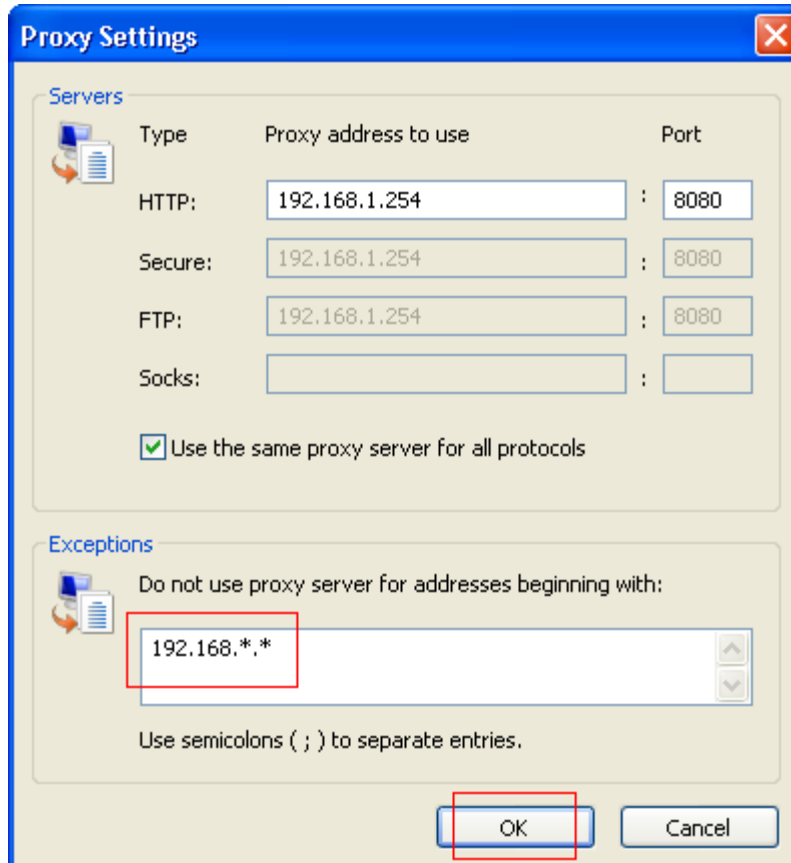 Proxy Settings
Servers
Type Proxy address to use Port
HTTP: 192.168.1.254 : 8080
Secure: 192.168.1.254 : 8080
FTP: 192.168.1.254 : 8080
Socks: :
Use the same proxy server for all protocols
Exceptions
Do not use proxy server for addresses beginning with:
192.168.*.*
Use semicolons ( ; ) to separate entries.
OK Cancel